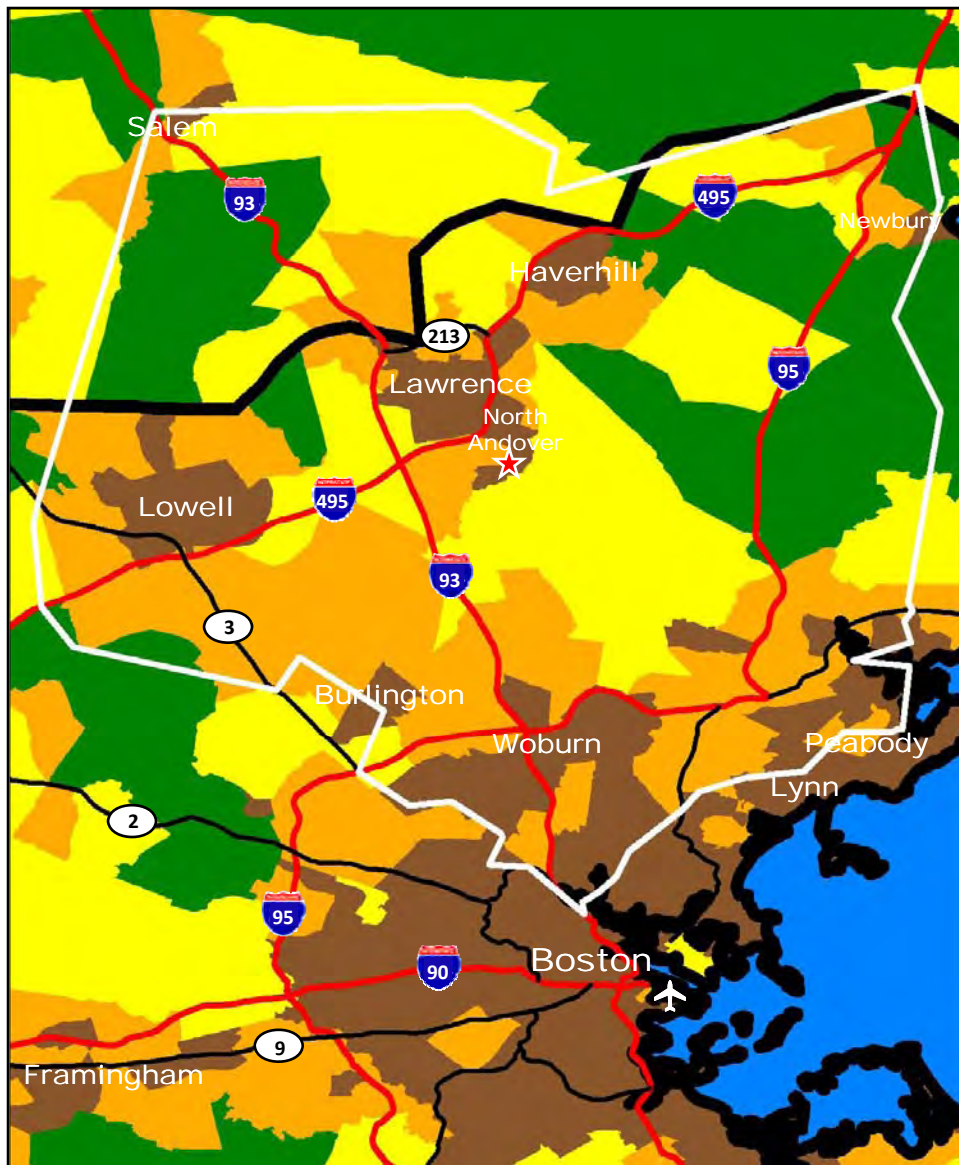 Salem
93
495
Newbury
Haverhill
213
95
Lawrence
North
Andover
Lowell
495
93
3
Burlington
Woburn
Peabody
Lynn
2
95
Boston
90
9
Framingham